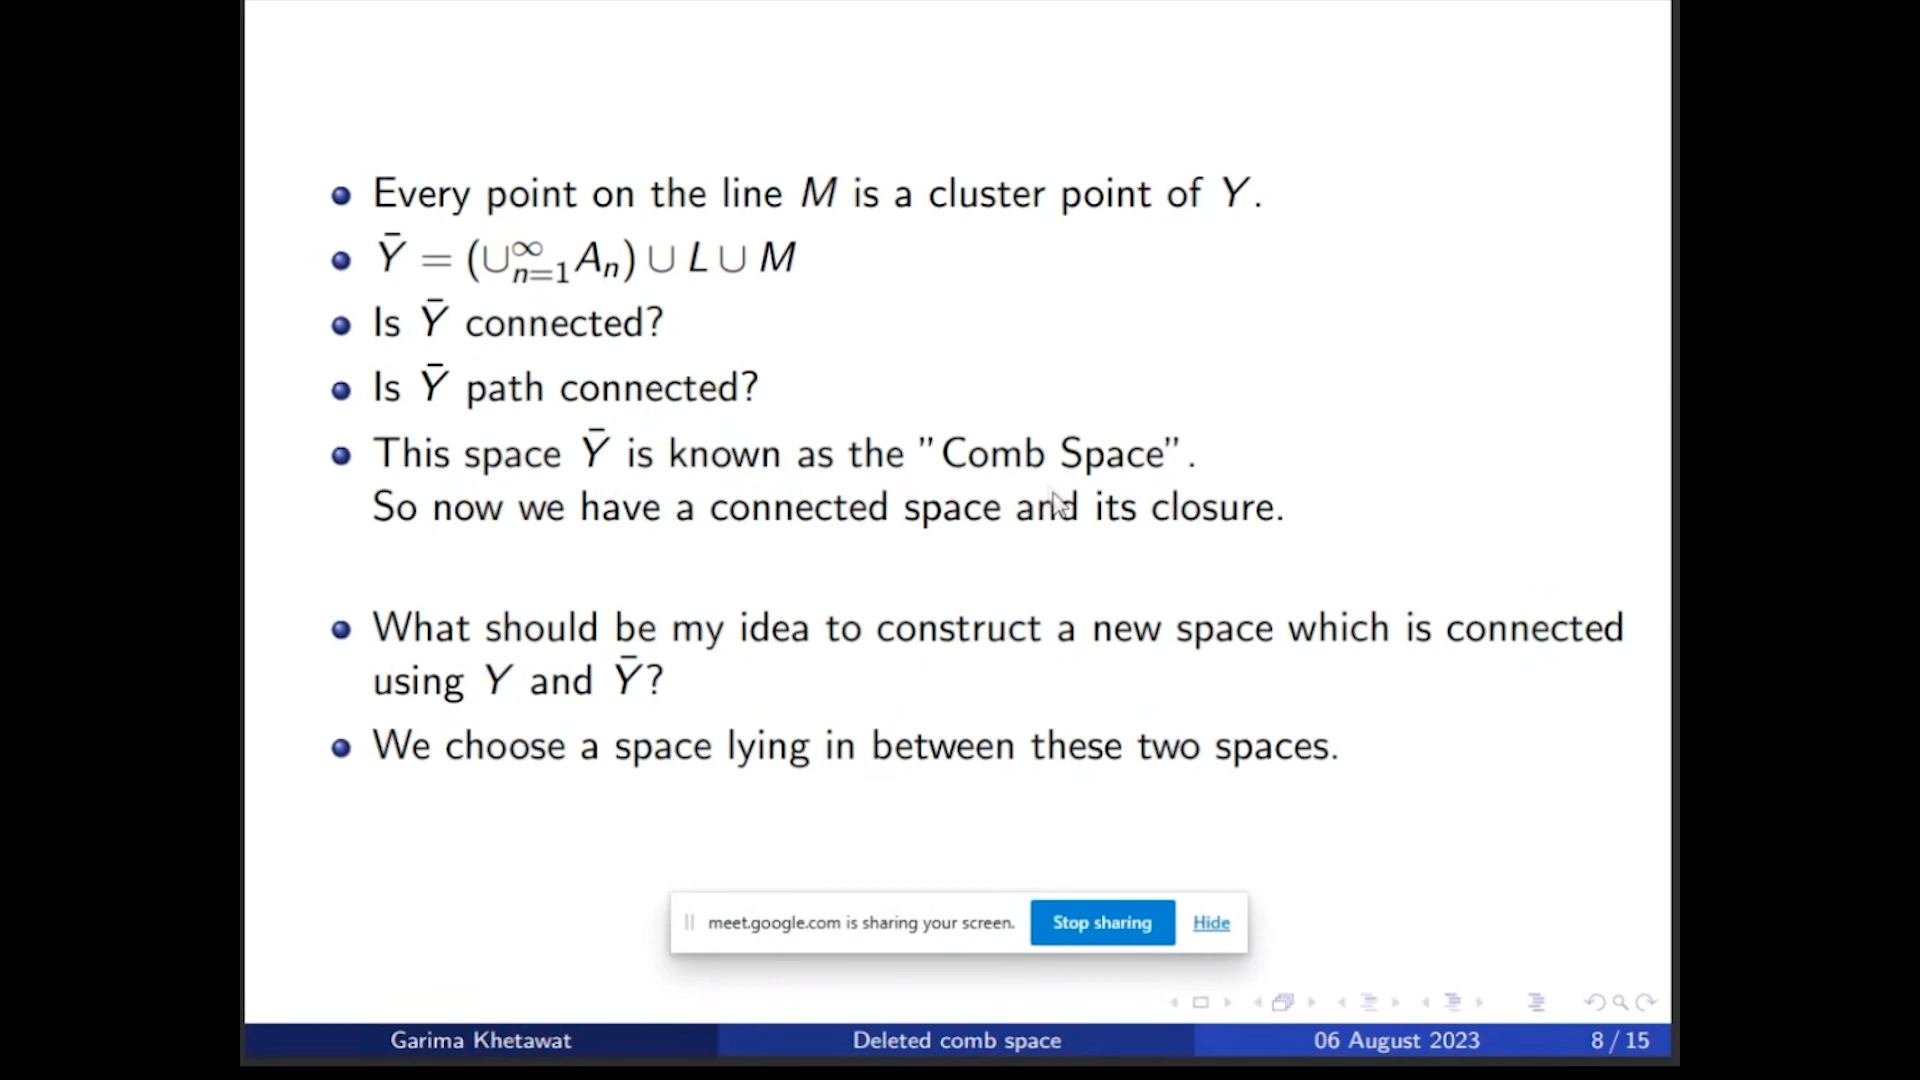 Every point on the line M is a cluster point of Y.
Ȳ = (∪_{n=1}^{∞} A_n) ∪ L ∪ M
Is Ȳ connected?
Is Ȳ path connected?
This space Ȳ is known as the "Comb Space".
So now we have a connected space and its closure.
What should be my idea to construct a new space which is connected
using Y and Ȳ?
We choose a space lying in between these two spaces.
meet.google.com is sharing your screen. Stop sharing Hide
Garima Khetawat Deleted comb space 06 August 2023 8 / 15